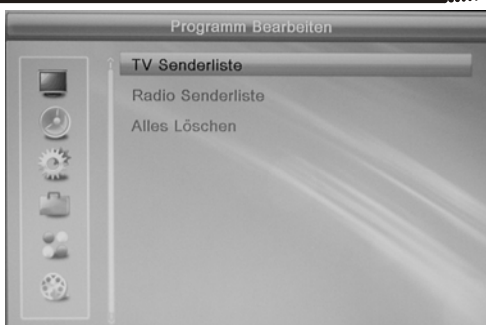 Programm Bearbeiten
TV Senderliste
Radio Senderliste
Alles Löschen